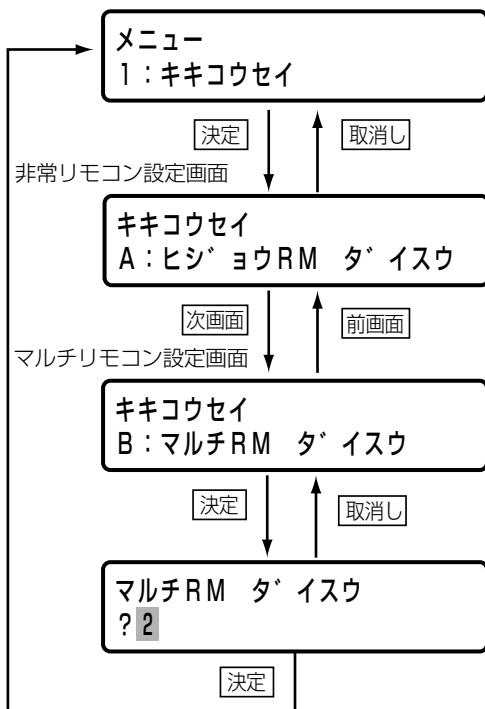 メニュー
1：キキコウセイ
決定 取消し
非常リモコン設定画面
キキコウセイ
A：ヒジョウRM ダイスウ
次画面 前画面
マルチリモコン設定画面
キキコウセイ
B：マルチRM ダイスウ
決定 取消し
マルチRM ダイスウ
?2
決定